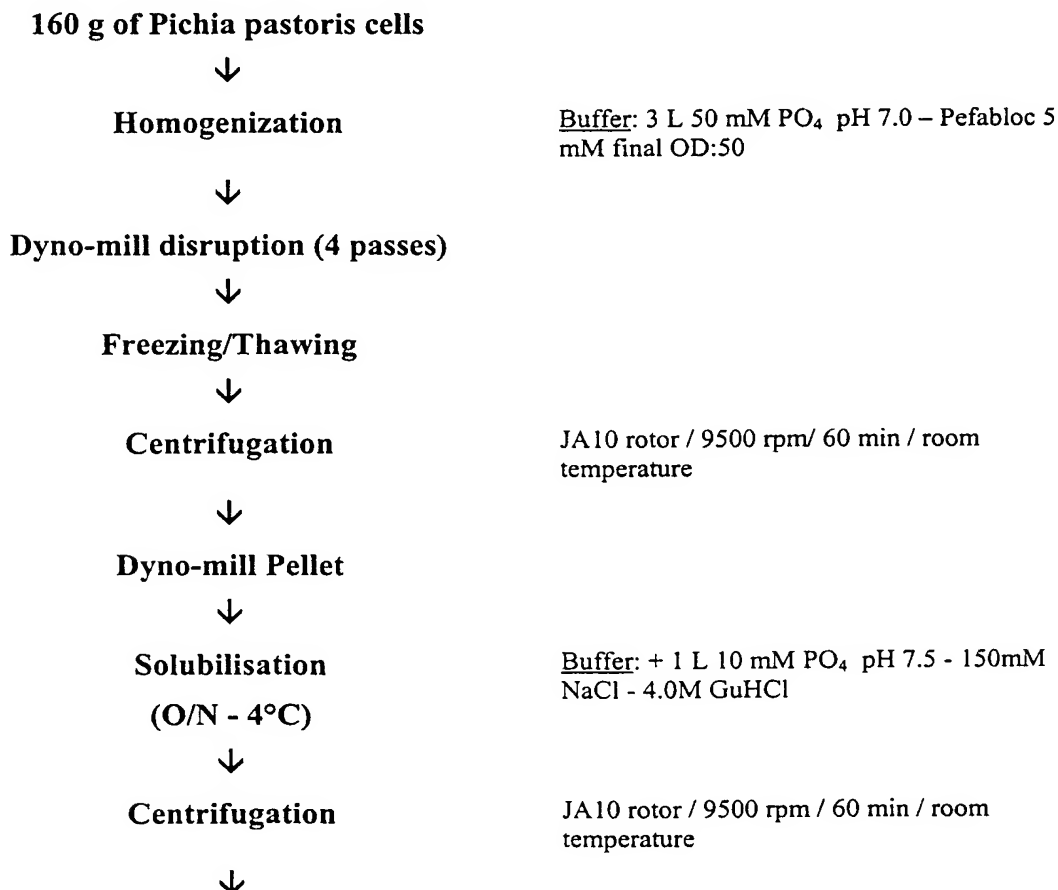 160 g of Pichia pastoris cells
↓
Homogenization
Buffer: 3 L 50 mM PO₄ pH 7.0 – Pefabloc 5
mM final OD:50
↓
Dyno-mill disruption (4 passes)
↓
Freezing/Thawing
↓
Centrifugation
JA10 rotor / 9500 rpm/ 60 min / room
temperature
↓
Dyno-mill Pellet
↓
Solubilisation
(O/N - 4°C)
Buffer: + 1 L 10 mM PO₄ pH 7.5 - 150mM
NaCl - 4.0M GuHCl
↓
Centrifugation
JA10 rotor / 9500 rpm / 60 min / room
temperature
↓